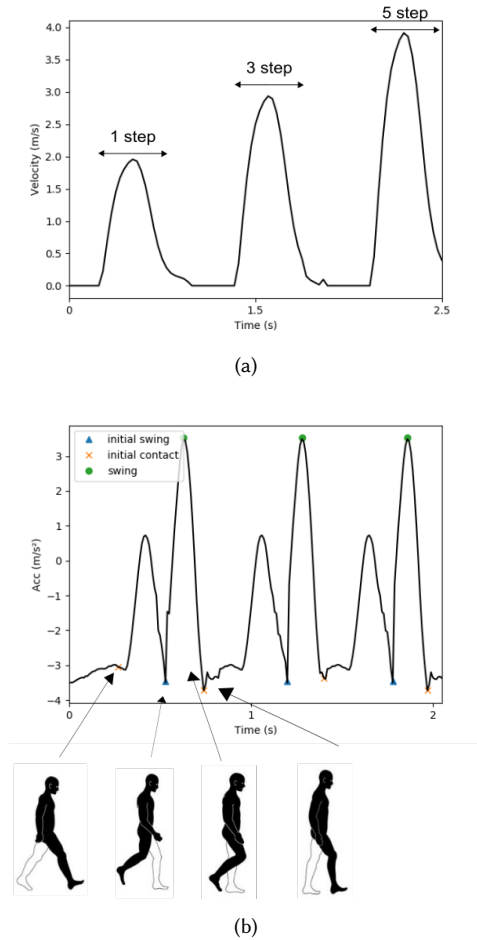 5 step
4.0
3 step
3.5
3.0
2.5
1 step
2.0
1.5
1.0
0.5
0.0
Velocity (m/s)
0 1.5 2.5
Time (s)
(a)
initial swing
initial contact
swing
3
2
1
0
−1
−2
−3
−4
Acc (m/s²)
0 1 2
Time (s)
(b)